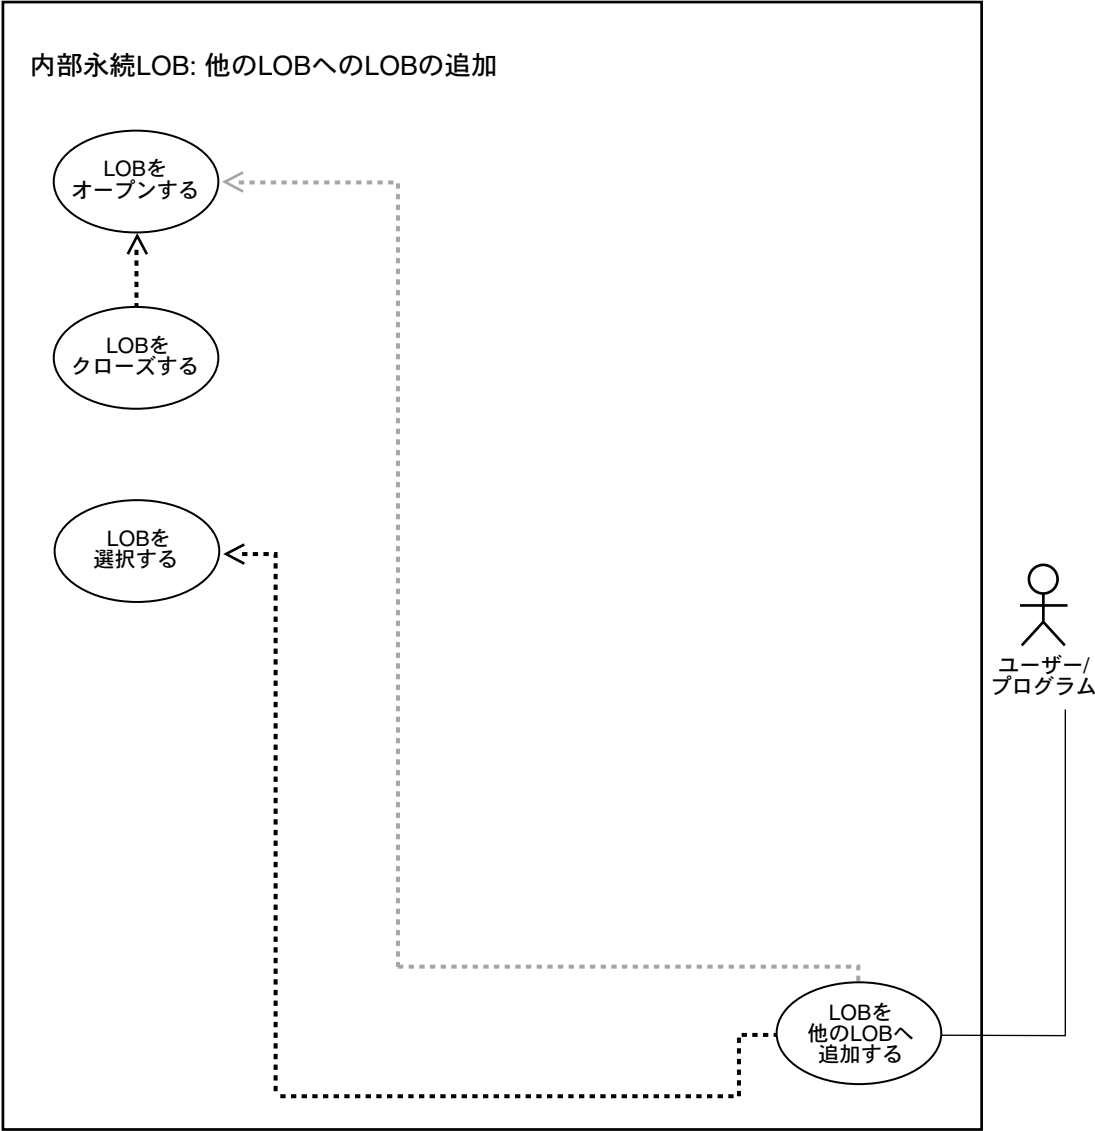 内部永続LOB: 他のLOBへのLOBの追加
LOBを
オープンする
LOBを
クローズする
LOBを
選択する
ユーザー/
プログラム
LOBを
他のLOBへ
追加する